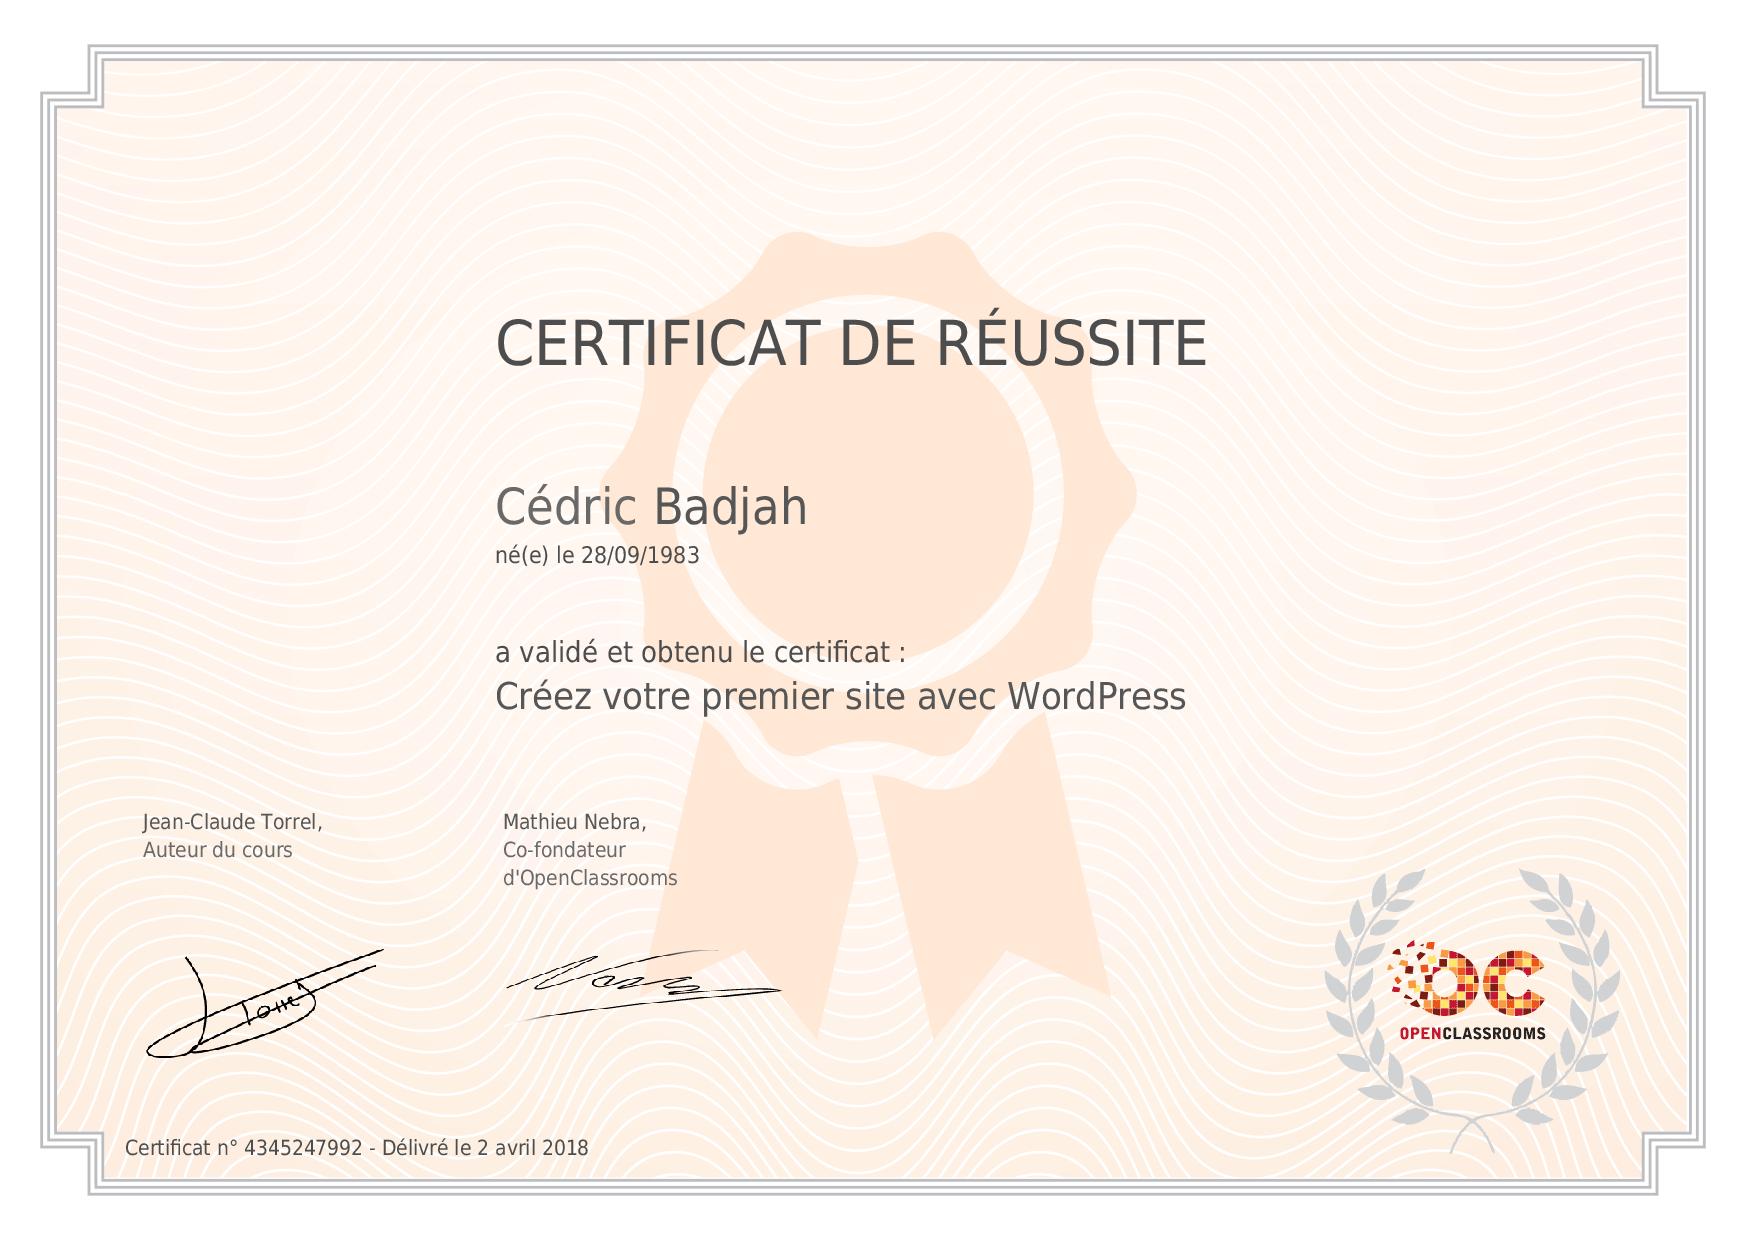 CERTIFICAT DE RÉUSSITE
Cédric Badjah
né(e) le 28/09/1983
a validé et obtenu le certificat :
Créez votre premier site avec WordPress
Jean-Claude Torrel,
Auteur du cours
Mathieu Nebra,
Co-fondateur
d'OpenClassrooms
Torrel
OC
OPENCLASSROOMS
Certificat n° 4345247992 - Délivré le 2 avril 2018